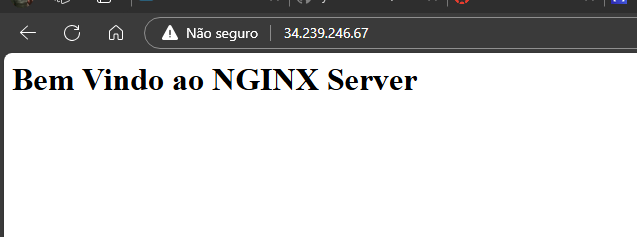 Não seguro
34.239.246.67
Bem Vindo ao NGINX Server